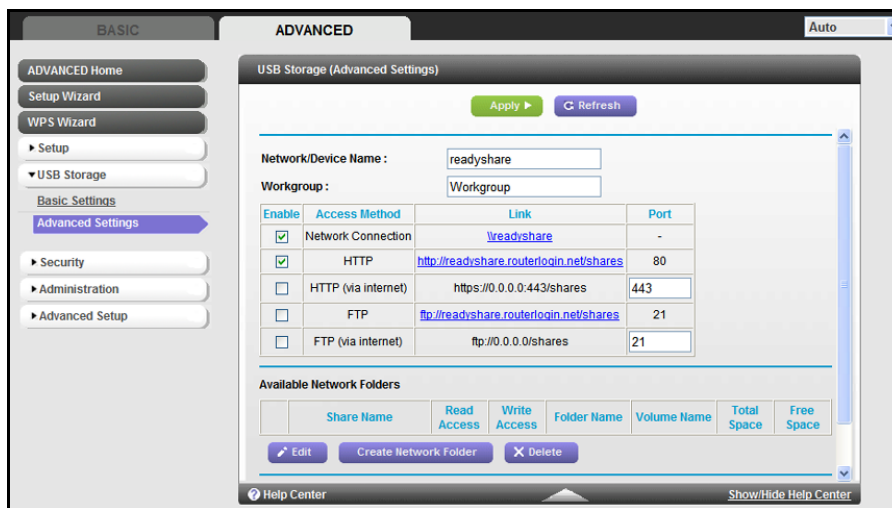 BASIC
ADVANCED
Auto
ADVANCED Home
Setup Wizard
WPS Wizard
Setup
USB Storage
Basic Settings
Advanced Settings
Security
Administration
Advanced Setup
USB Storage (Advanced Settings)
Apply
Refresh
Network/Device Name :
readyshare
Workgroup :
Workgroup
Enable Access Method Link Port
Network Connection \\readyshare -
HTTP http://readyshare.routerlogin.net/shares 80
HTTP (via internet) https://0.0.0.0:443/shares 443
FTP ftp://readyshare.routerlogin.net/shares 21
FTP (via internet) ftp://0.0.0.0/shares 21
Available Network Folders
Share Name Read Access Write Access Folder Name Volume Name Total Space Free Space
Edit Create Network Folder Delete
Help Center
Show/Hide Help Center